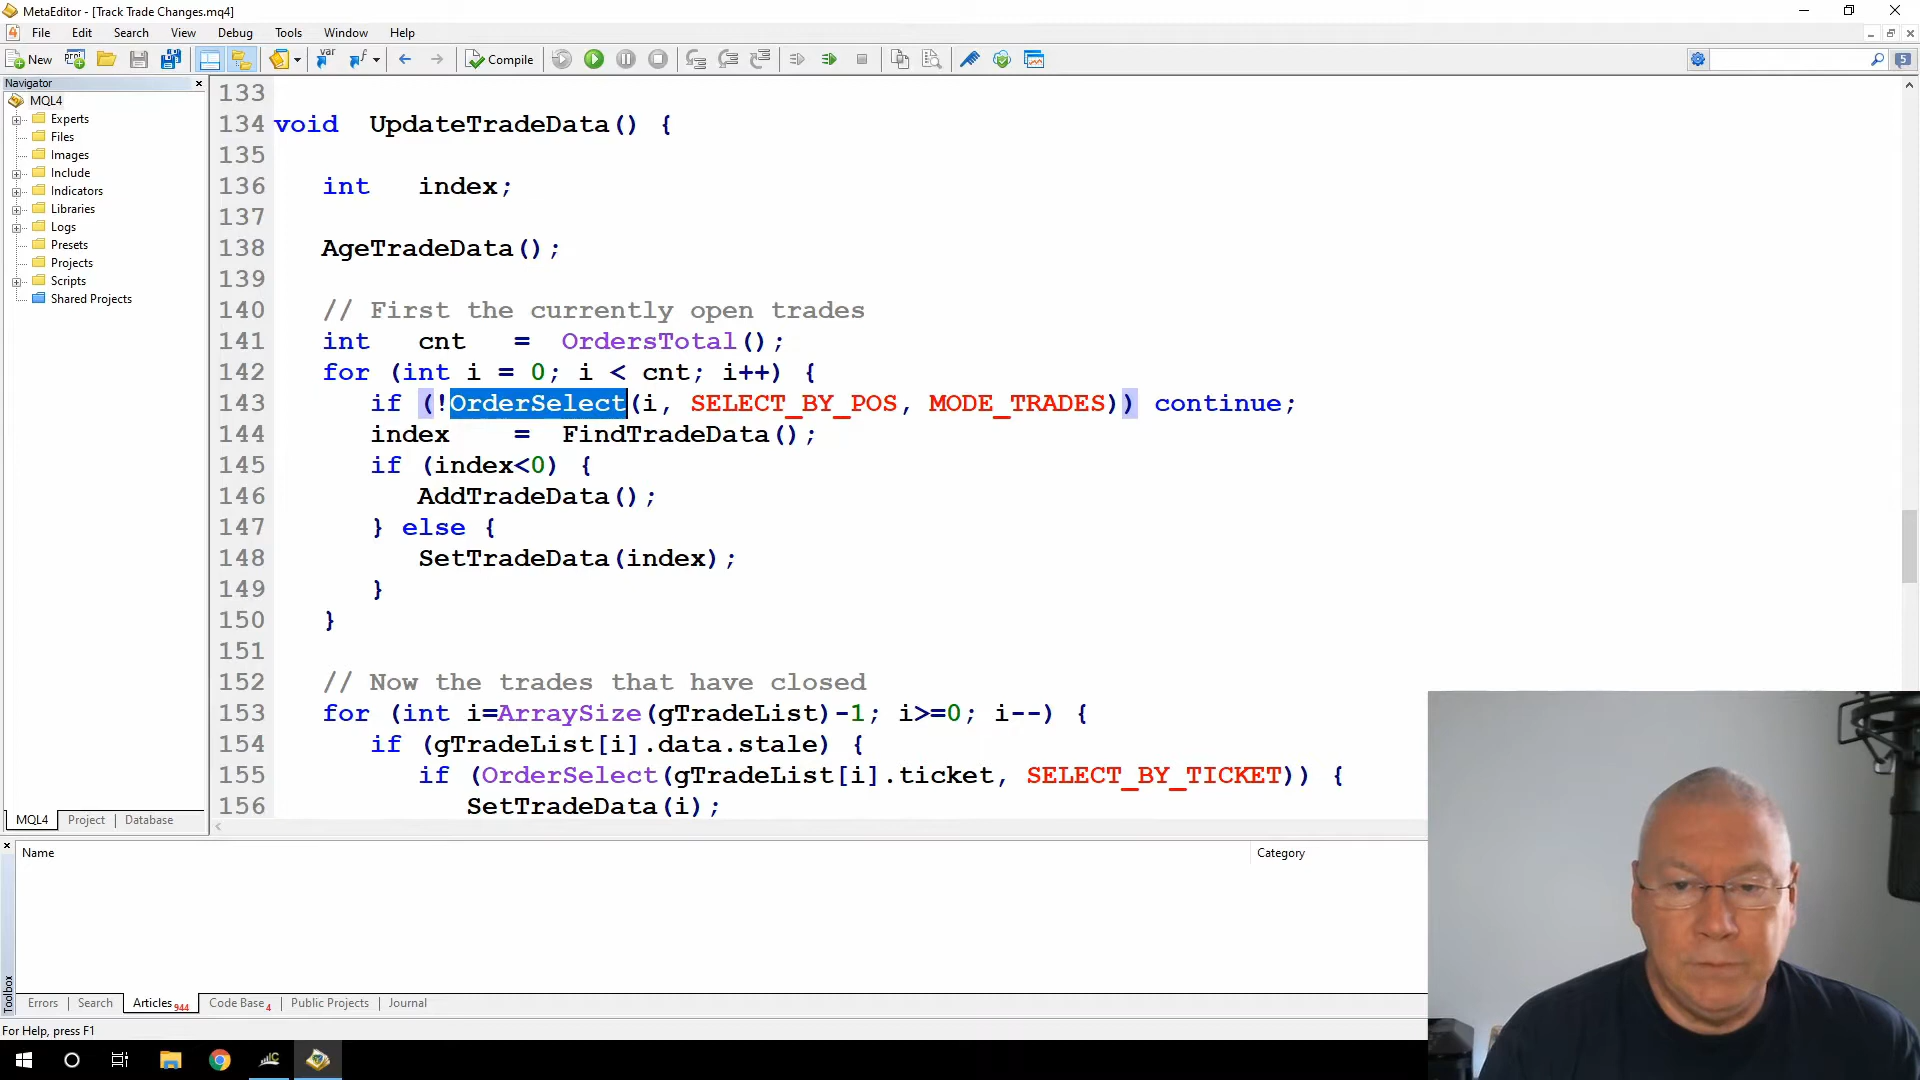 MetaEditor - [Track Trade Changes.mq4]
File Edit Search View Debug Tools Window Help
New Compile
Navigator
MQL4
Experts
Files
Images
Include
Indicators
Libraries
Logs
Presets
Projects
Scripts
Shared Projects
MQL4 Project Database
133
134 void UpdateTradeData() {
135
136 int index;
137
138 AgeTradeData();
139
140 // First the currently open trades
141 int cnt = OrdersTotal();
142 for (int i = 0; i < cnt; i++) {
143 if (!OrderSelect(i, SELECT_BY_POS, MODE_TRADES)) continue;
144 index = FindTradeData();
145 if (index<0) {
146 AddTradeData();
147 } else {
148 SetTradeData(index);
149 }
150 }
151
152 // Now the trades that have closed
153 for (int i=ArraySize(gTradeList)-1; i>=0; i--) {
154 if (gTradeList[i].data.stale) {
155 if (OrderSelect(gTradeList[i].ticket, SELECT_BY_TICKET)) {
156 SetTradeData(i);
Name Category
Toolbox
Errors Search Articles 944 Code Base 4 Public Projects Journal
For Help, press F1